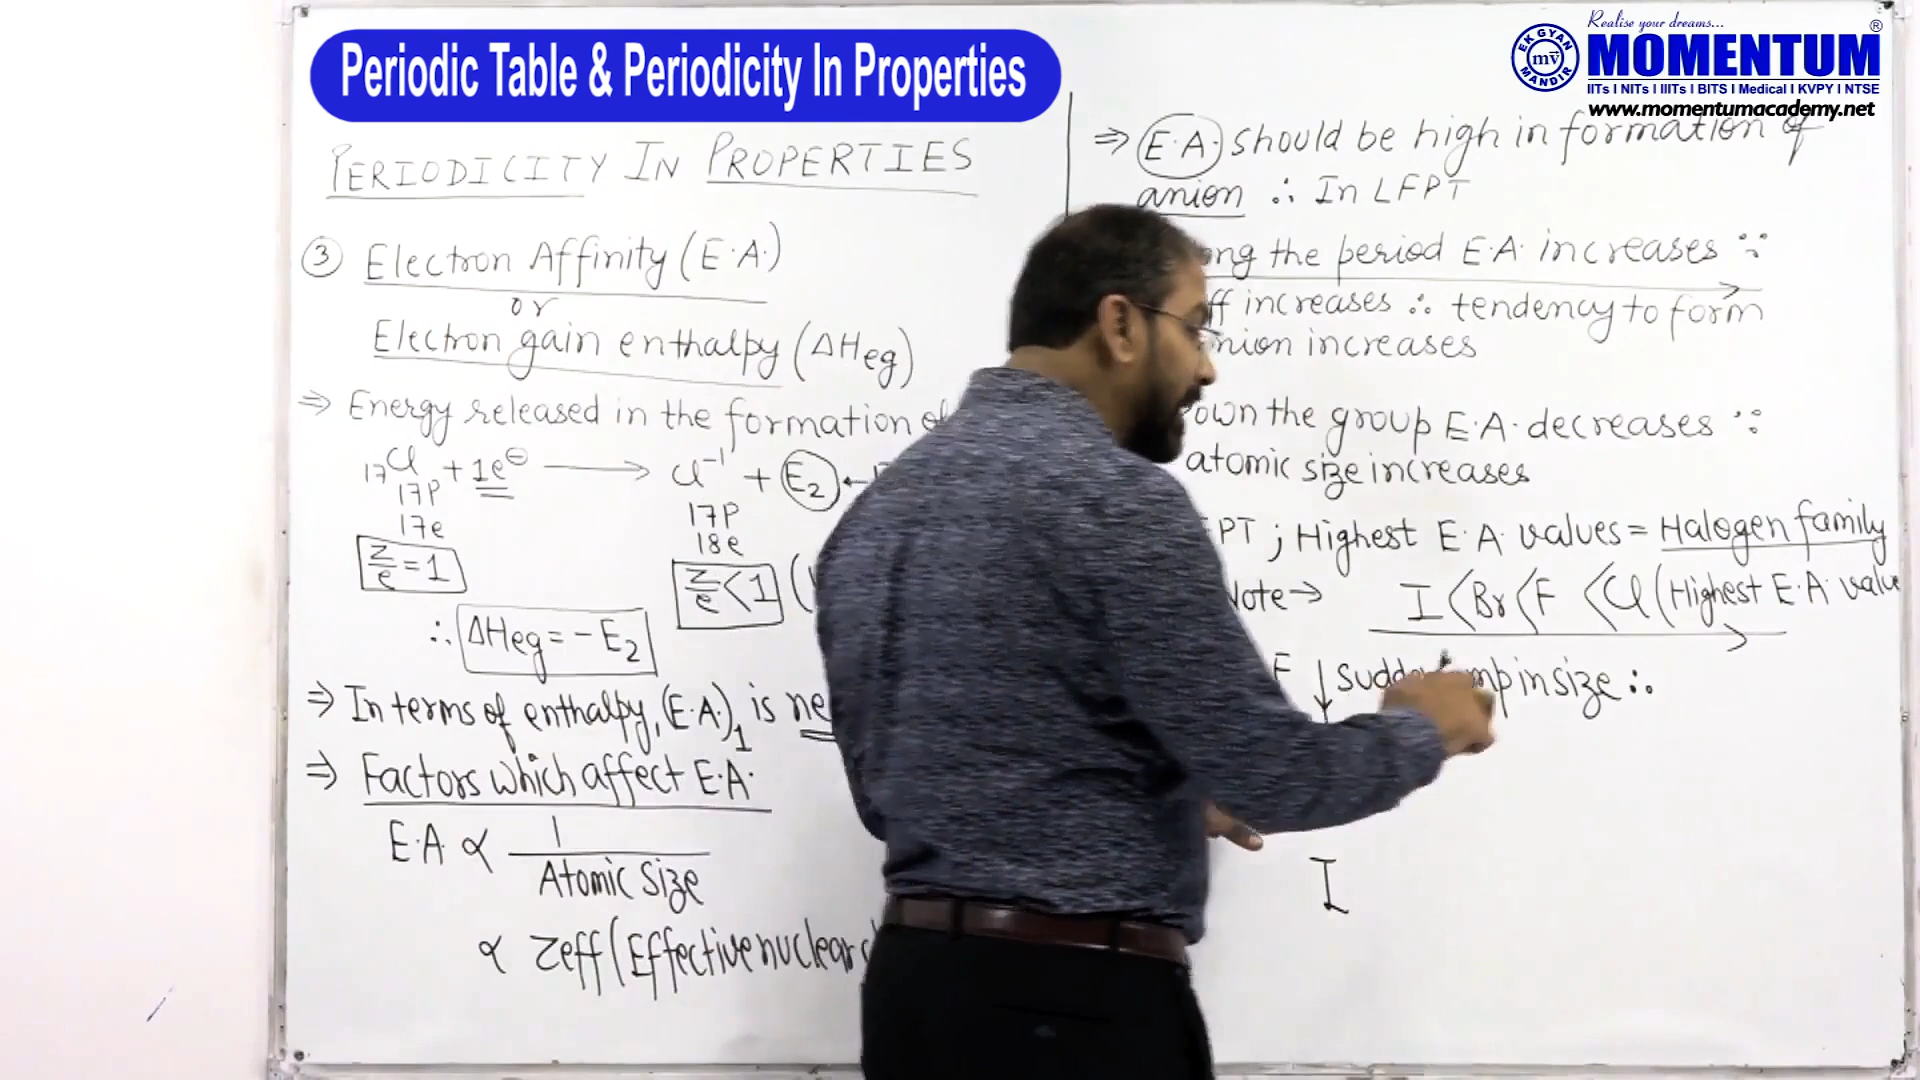 Periodic Table & Periodicity In Properties
Realise your dreams...
EK GYAN MANDIR
mv
MOMENTUM®
IITs I NITs I IIITs I BITS I Medical I KVPY I NTSE
www.momentumacademy.net
PERIODICITY IN PROPERTIES
③ Electron Affinity (E.A.)
or
Electron gain enthalpy (ΔHeg)
⇒ Energy released in the formation
17Cl + 1e⊖ → Cl⁻¹ + E₂ ←
17p 17p
17e 18e
z/e = 1 z/e < 1
∴ ΔHeg = - E₂
⇒ In terms of enthalpy, (E.A.)₁ is
⇒ Factors which affect E.A.
E.A ∝ 1/Atomic Size
∝ Zeff (Effective nuclear
⇒ E.A. should be high in formation of
anion ∴ In LFPT
the period E.A. increases ∵
increases ∴ tendency to form
increases
the group E.A. decreases ∵
atomic size increases
; Highest E.A. values = Halogen family
Note → I < Br < F < Cl (Highest E.A. value
F ↓ in size ∴
I